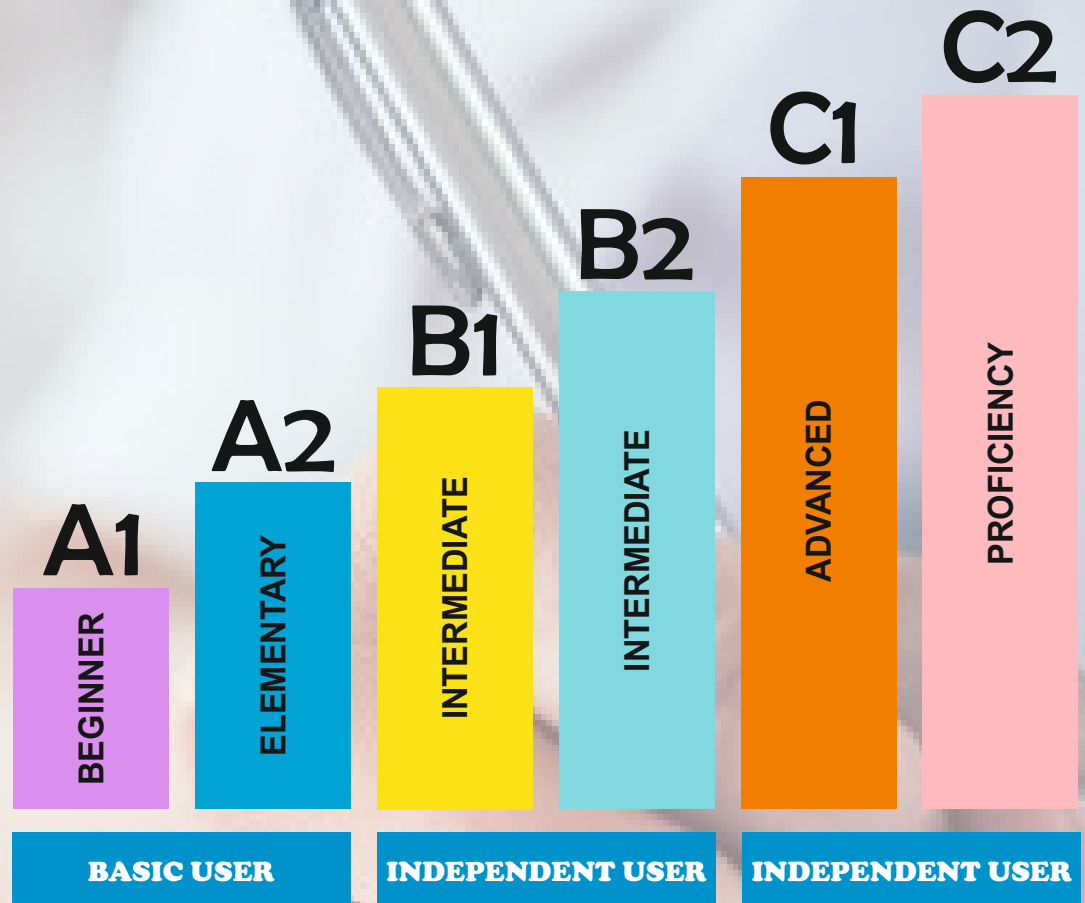 C2
C1
B2
B1
A2
A1
BEGINNER
ELEMENTARY
INTERMEDIATE
INTERMEDIATE
ADVANCED
PROFICIENCY
BASIC USER
INDEPENDENT USER
INDEPENDENT USER